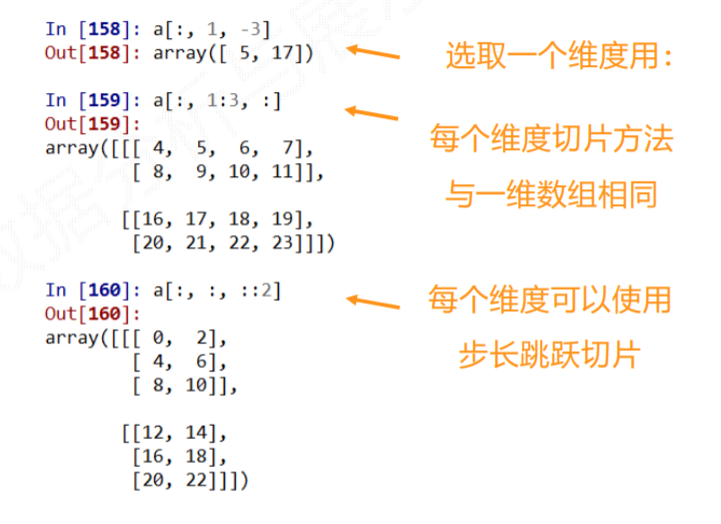 In [158]: a[:, 1, -3]
Out[158]: array([ 5, 17])
选取一个维度用：
In [159]: a[:, 1:3, :]
Out[159]:
array([[[ 4,  5,  6,  7],
        [ 8,  9, 10, 11]],

       [[16, 17, 18, 19],
        [20, 21, 22, 23]]])
每个维度切片方法
与一维数组相同
In [160]: a[:, :, ::2]
Out[160]:
array([[[ 0,  2],
        [ 4,  6],
        [ 8, 10]],

       [[12, 14],
        [16, 18],
        [20, 22]]])
每个维度可以使用
步长跳跃切片